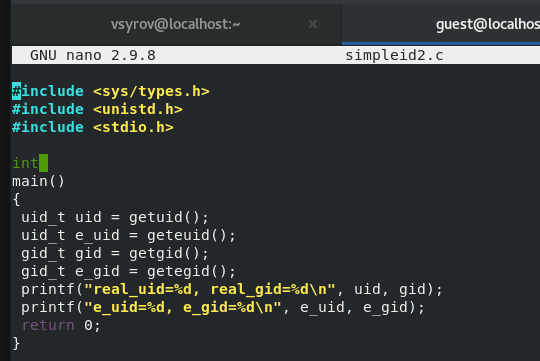 vsyrov@localhost:~ × guest@localhos
GNU nano 2.9.8 simpleid2.c
#include <sys/types.h>
#include <unistd.h>
#include <stdio.h>
int
main()
{
uid_t uid = getuid();
uid_t e_uid = geteuid();
gid_t gid = getgid();
gid_t e_gid = getegid();
printf("real_uid=%d, real_gid=%d\n", uid, gid);
printf("e_uid=%d, e_gid=%d\n", e_uid, e_gid);
return 0;
}